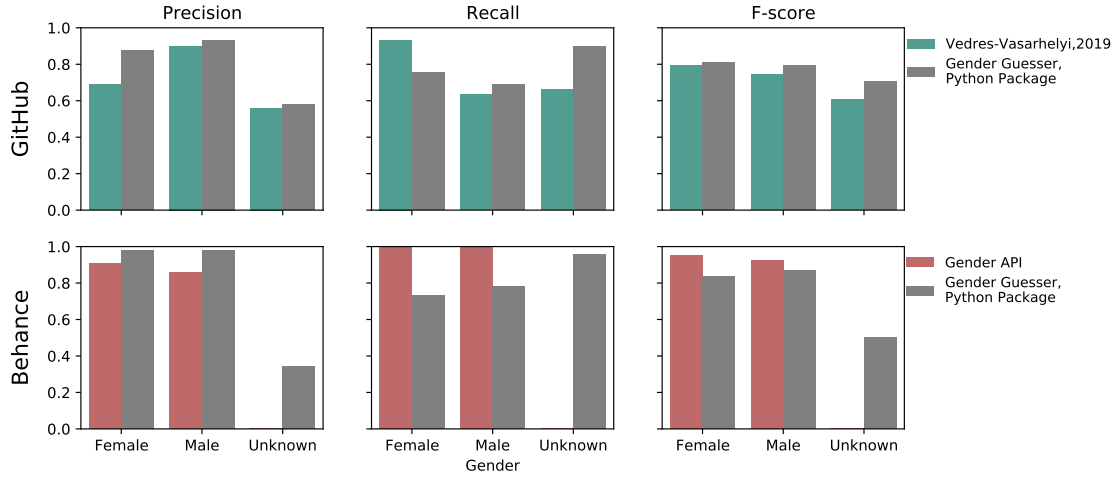 Precision
Recall
F-score
GitHub
1.0
0.8
0.6
0.4
0.2
0.0
Vedres-Vasarhelyi,2019
Gender Guesser,
Python Package
Behance
1.0
0.8
0.6
0.4
0.2
0.0
Gender API
Gender Guesser,
Python Package
Female Male Unknown
Female Male Unknown
Female Male Unknown
Gender